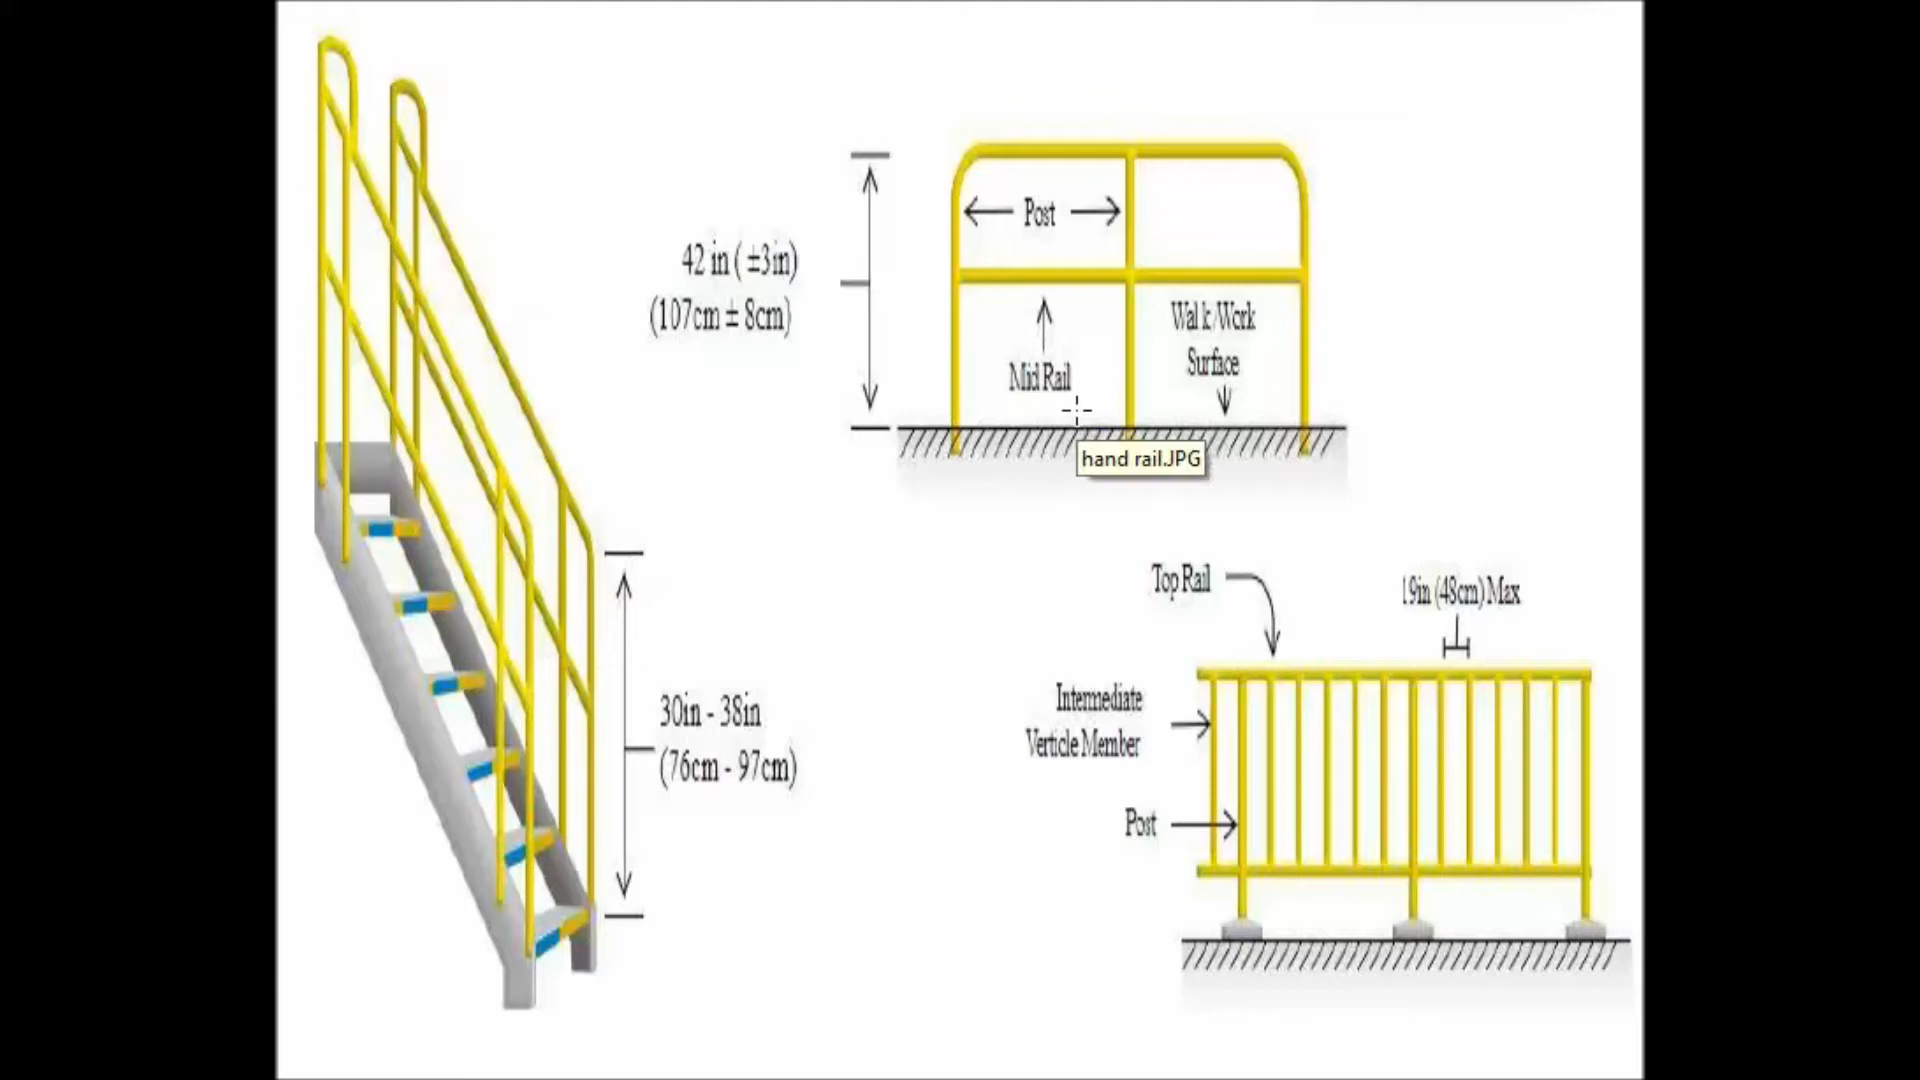 42 in ( ±3in)
(107cm ± 8cm)
Post
Mid Rail
Walk/Work
Surface
hand rail.JPG
30in - 38in
(76cm - 97cm)
Top Rail
19in (48cm) Max
Intermediate
Verticle Member
Post